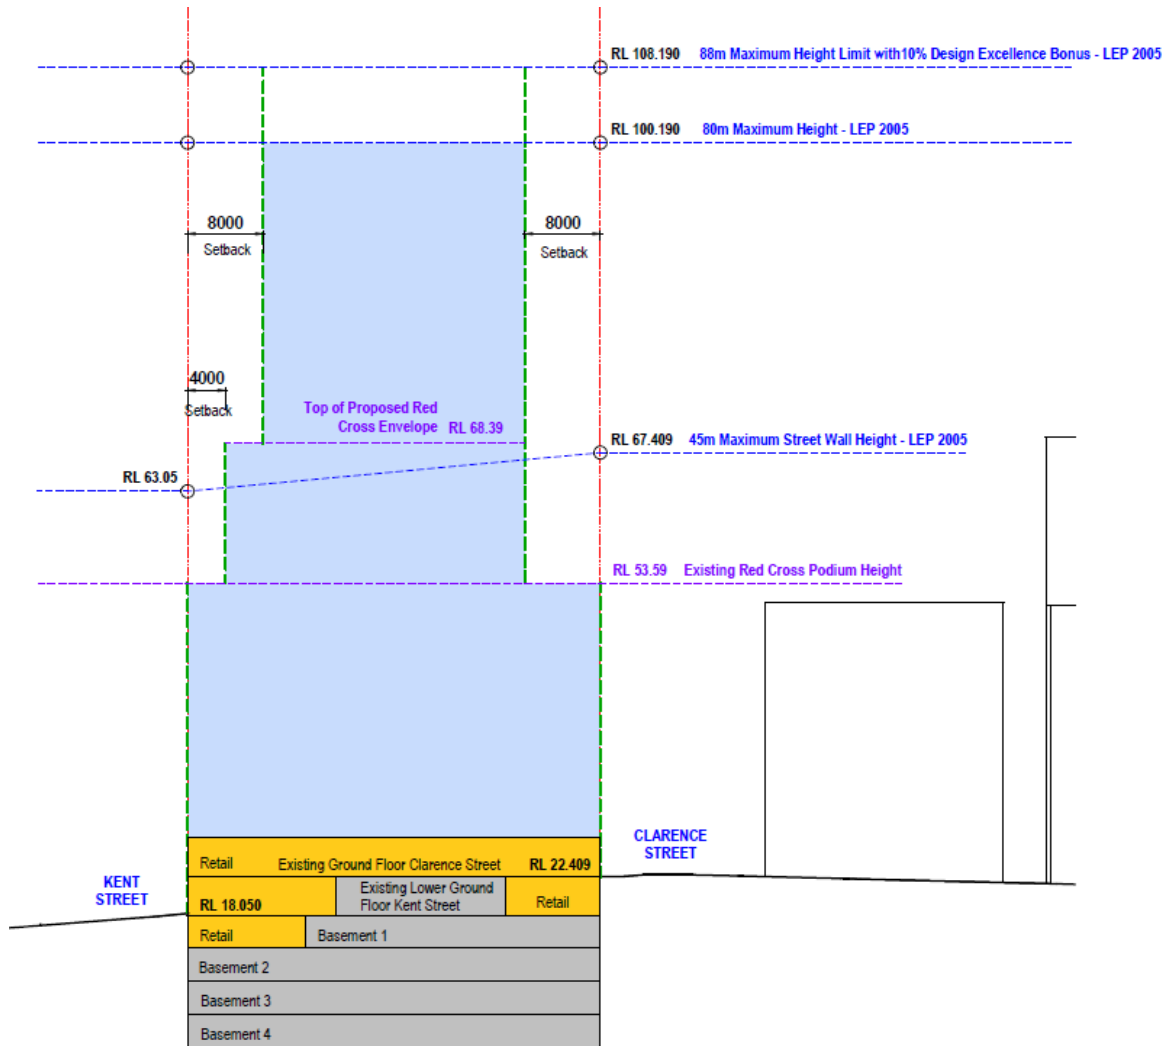 RL 108.190 88m Maximum Height Limit with10% Design Excellence Bonus - LEP 2005
RL 100.190 80m Maximum Height - LEP 2005
8000
Setback
8000
Setback
4000
Setback
Top of Proposed Red
Cross Envelope RL 68.39
RL 67.409 45m Maximum Street Wall Height - LEP 2005
RL 63.05
RL 53.59 Existing Red Cross Podium Height
CLARENCE
STREET
KENT
STREET
Retail Existing Ground Floor Clarence Street RL 22.409
RL 18.050
Existing Lower Ground
Floor Kent Street
Retail
Retail
Basement 1
Basement 2
Basement 3
Basement 4